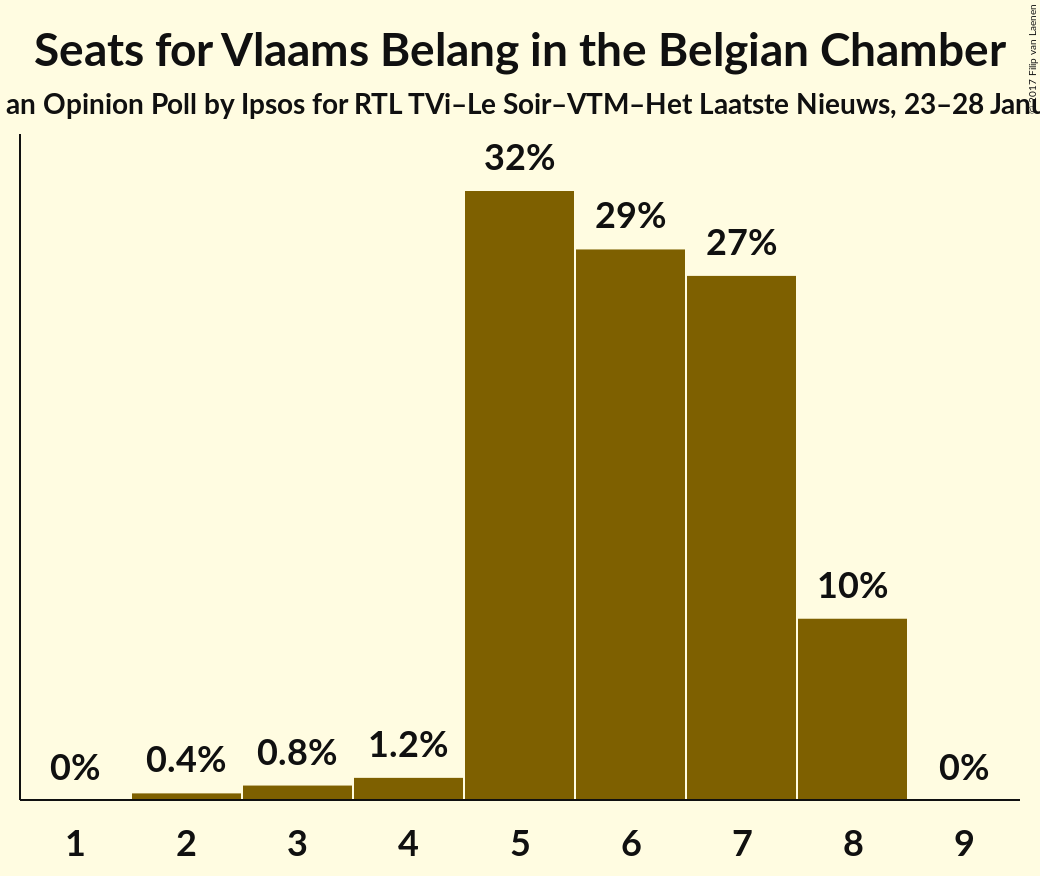 Seats for Vlaams Belang in the Belgian Chamber
an Opinion Poll by Ipsos for RTL TVi–Le Soir–VTM–Het Laatste Nieuws, 23–28 Janu
© 2017 Filip van Laenen
32%
29%
27%
10%
1.2%
0.8%
0.4%
0%
0%
1 2 3 4 5 6 7 8 9